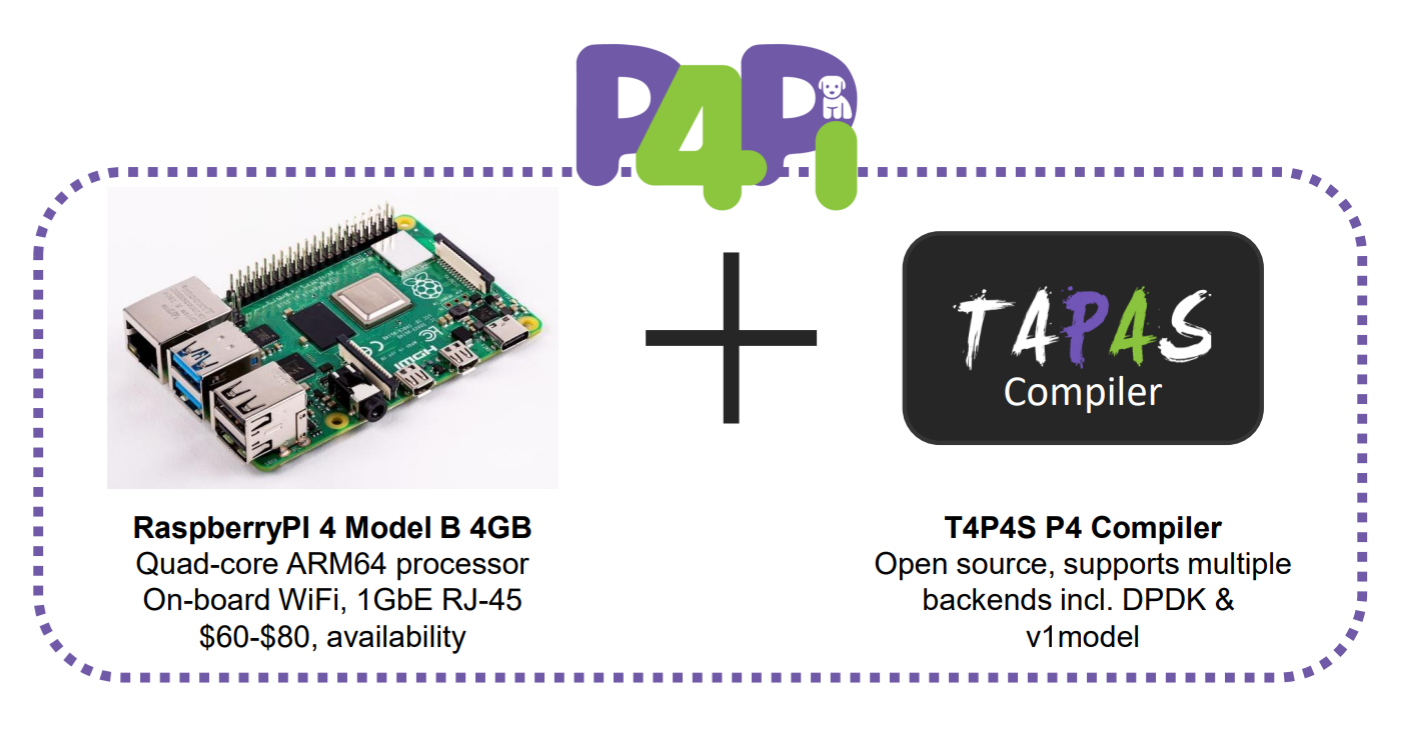 P4Pi
TAPAS
Compiler
HDMI
RaspberryPI 4 Model B 4GB
Quad-core ARM64 processor
On-board WiFi, 1GbE RJ-45
$60-$80, availability
T4P4S P4 Compiler
Open source, supports multiple
backends incl. DPDK &
v1model